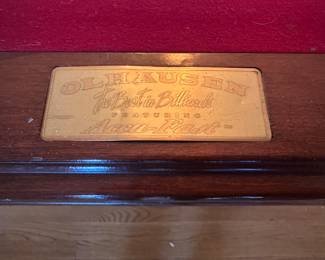 OLHAUSEN
The Best in Billiards
FEATURING
Accu-Fast